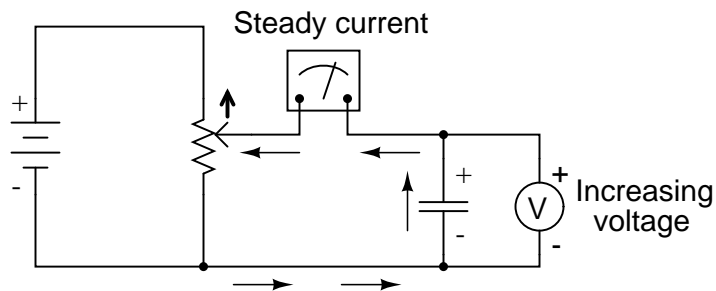 Steady current
+
-
+
-
+
V
-
Increasing
voltage